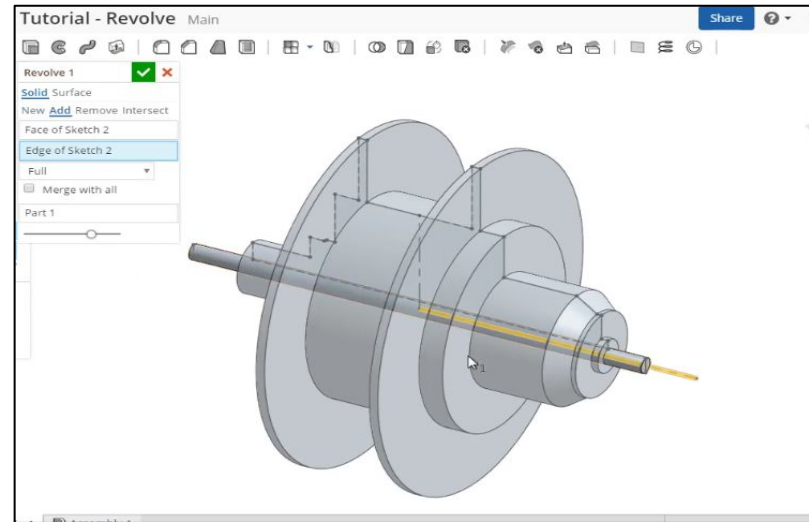 Tutorial - Revolve Main
Share
Revolve 1
Solid Surface
New Add Remove Intersect
Face of Sketch 2
Edge of Sketch 2
Full
Merge with all
Part 1
1